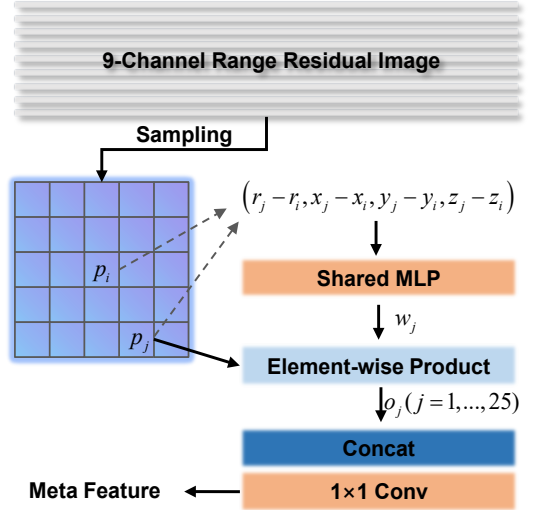 9-Channel Range Residual Image
Sampling
(r_j − r_i, x_j − x_i, y_j − y_i, z_j − z_i)
p_i
Shared MLP
w_j
p_j
Element-wise Product
o_j (j = 1,...,25)
Concat
Meta Feature
1×1 Conv